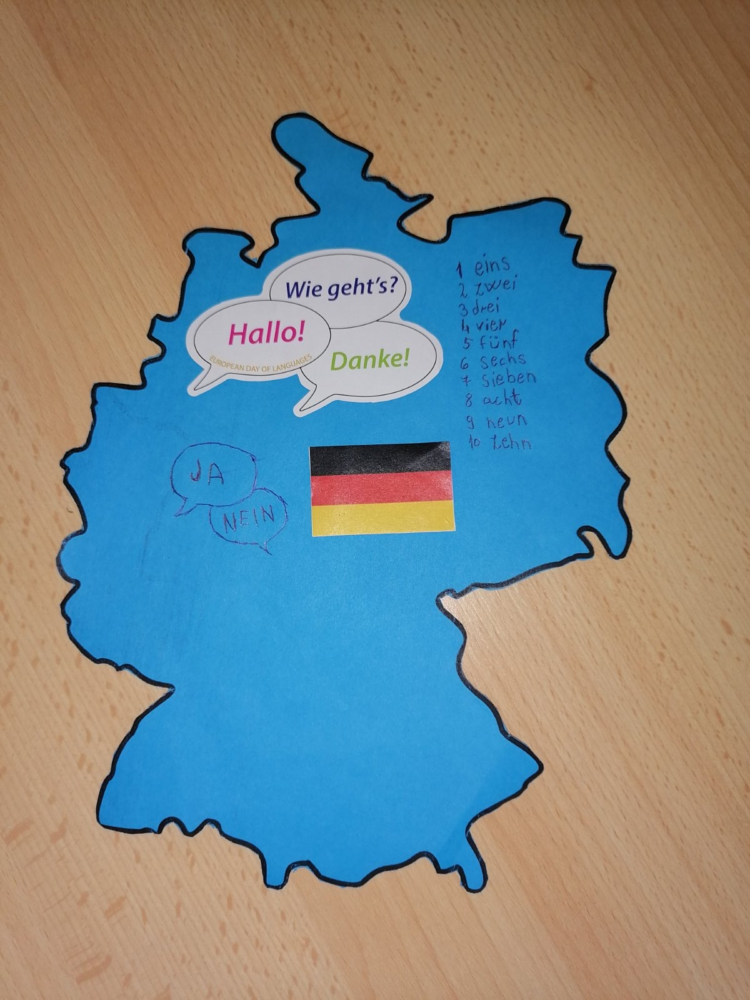 Wie geht's?
Hallo!
EUROPEAN DAY OF LANGUAGES
Danke!
1 eins
2 zwei
3 drei
4 vier
5 fünf
6 sechs
7 sieben
8 acht
9 neun
10 zehn
JA
NEIN